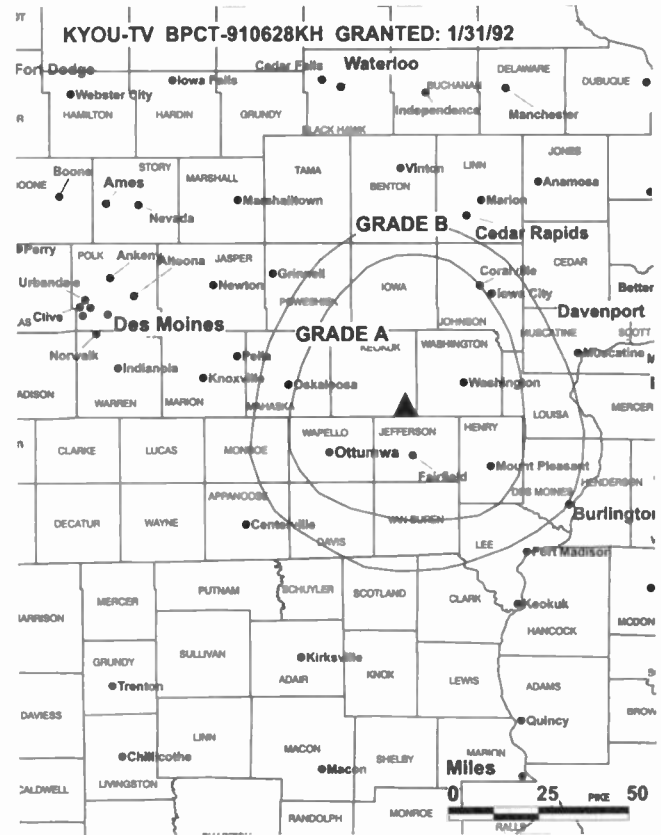 KYOU-TV BPCT-910628KH GRANTED: 1/31/92
Fort Dodge
Iowa Falls
Cedar Falls
Waterloo
DELAWARE
DUBUQUE
Webster City
BUCHANAN
HAMILTON
HARDIN
GRUNDY
Independence
Manchester
BLACK HAWK
JONES
Boone
STORY
MARSHALL
TAMA
BENTON
Vinton
LINN
Anamosa
Ames
Nevada
Marshalltown
Marion
GRADE B
Cedar Rapids
Perry
POLK
Ankeny
Altoona
JASPER
Grinnell
CEDAR
Urbandale
Newton
POWESHIEK
IOWA
Coralville
Iowa City
Clive
Des Moines
GRADE A
JOHNSON
Davenport
MUSCATINE
SCOTT
Norwalk
KEOKUK
WASHINGTON
Muscatine
Indianola
Pella
Knoxville
Oskaloosa
Washington
WARREN
MARION
MAHASKA
LOUISA
MERCER
CLARKE
LUCAS
MONROE
WAPELLO
JEFFERSON
HENRY
Ottumwa
Fairfield
Mount Pleasant
HENDERSON
DES MOINES
DECATUR
WAYNE
APPANOOSE
Centerville
DAVIS
VAN BUREN
LEE
Burlington
Fort Madison
MERCER
PUTNAM
SCHUYLER
SCOTLAND
CLARK
Keokuk
HANCOCK
SULLIVAN
GRUNDY
Kirksville
ADAIR
KNOX
LEWIS
ADAMS
Trenton
DAVIESS
LINN
Quincy
Chillicothe
MACON
Macon
SHELBY
MARION
Miles
LIVINGSTON
0 25 PIKE 50
RANDOLPH
MONROE
RALLS